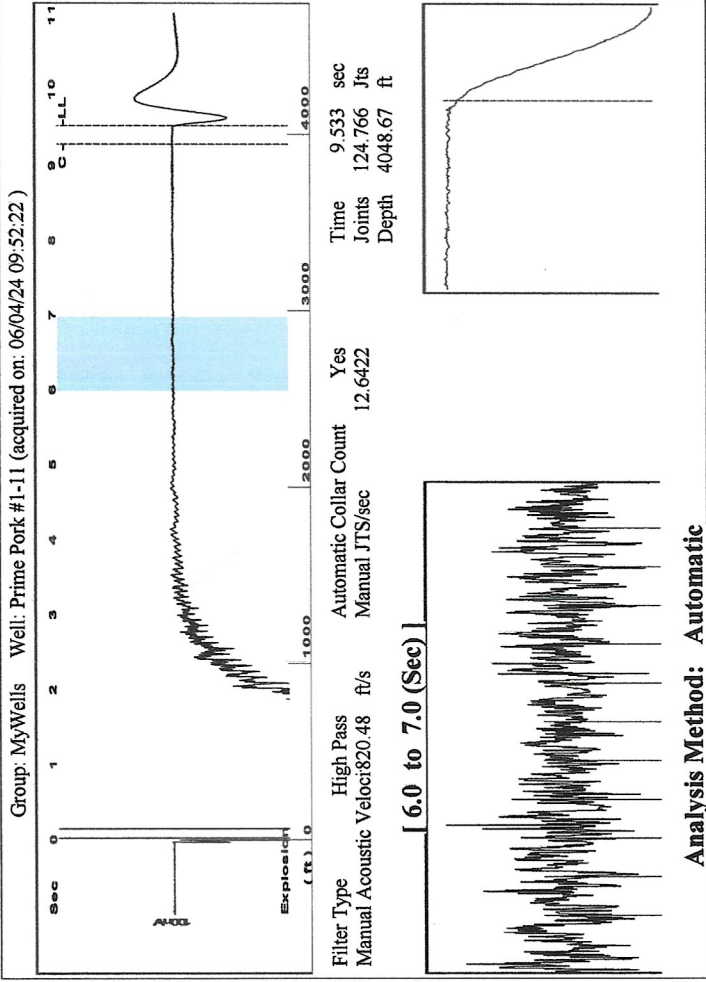 Group: MyWells Well: Prime Pork #1-11 (acquired on: 06/04/24 09:52:22 )
Sec 0 1 2 3 4 5 6 7 8 9 10 11
C
LL
Explosion
( ft ) 0 1000 2000 3000 4000
Filter Type High Pass Automatic Collar Count Yes Time 9.533 sec
Manual Acoustic Veloci:820.48 ft/s Manual JTS/sec 12.6422 Joints 124.766 Jts
Depth 4048.67 ft
[ 6.0 to 7.0 (Sec) ]
Analysis Method: Automatic